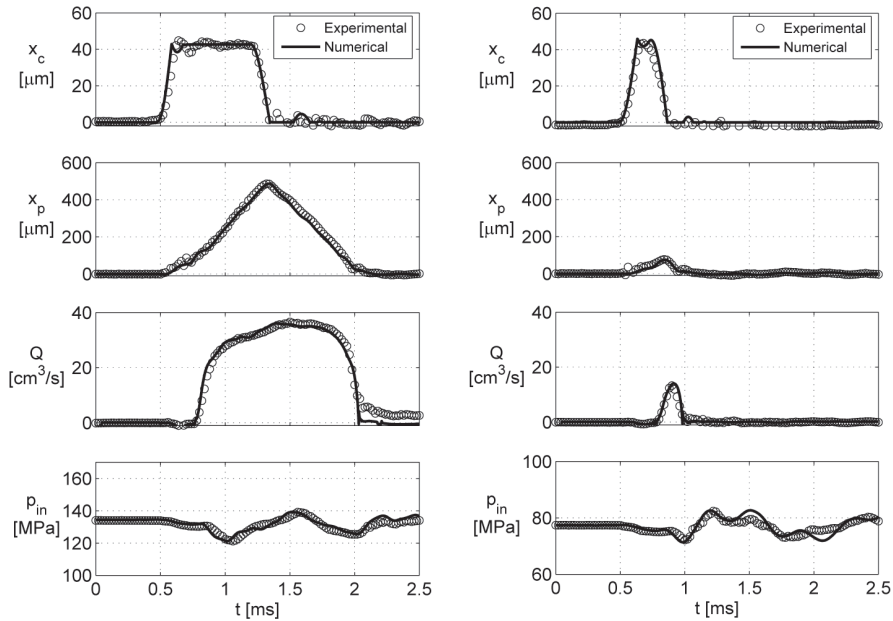 60
40
20
0
x_c
[μm]
Experimental
Numerical
600
400
200
0
x_p
[μm]
40
20
0
Q
[cm³/s]
160
140
120
100
p_in
[MPa]
0 0.5 1 1.5 2 2.5
t [ms]
60
40
20
0
x_c
[μm]
Experimental
Numerical
600
400
200
0
x_p
[μm]
40
20
0
Q
[cm³/s]
100
80
60
p_in
[MPa]
0 0.5 1 1.5 2 2.5
t [ms]